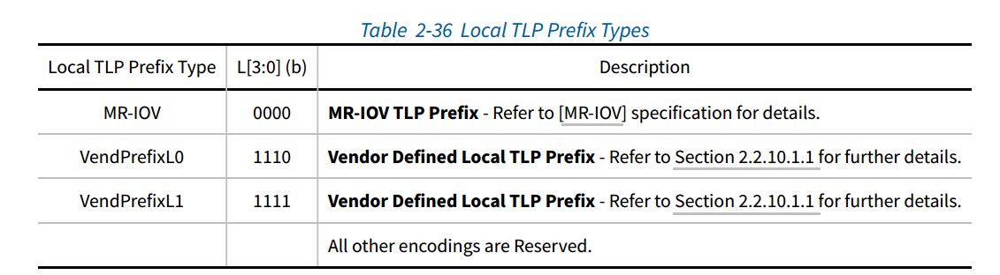 Table 2-36 Local TLP Prefix Types
Local TLP Prefix Type L[3:0] (b) Description
MR-IOV 0000 MR-IOV TLP Prefix - Refer to [MR-IOV] specification for details.
VendPrefixL0 1110 Vendor Defined Local TLP Prefix - Refer to Section 2.2.10.1.1 for further details.
VendPrefixL1 1111 Vendor Defined Local TLP Prefix - Refer to Section 2.2.10.1.1 for further details.
All other encodings are Reserved.